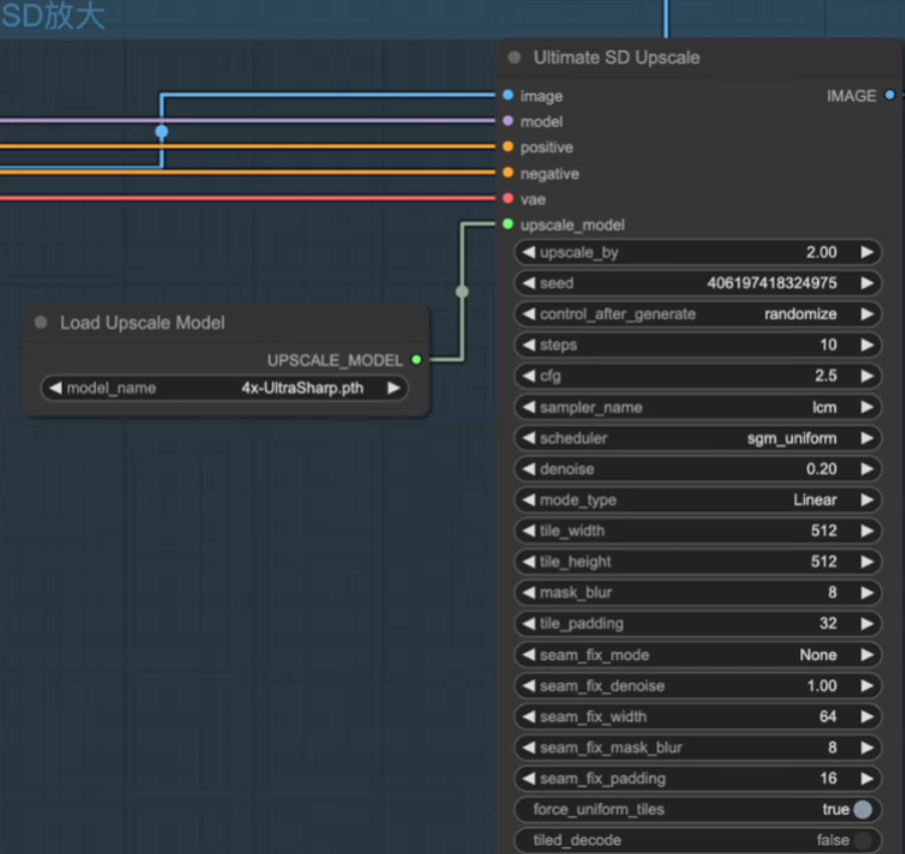 SD放大
Ultimate SD Upscale
image IMAGE
model
positive
negative
vae
upscale_model
upscale_by 2.00
seed 406197418324975
Load Upscale Model
control_after_generate randomize
steps 10
UPSCALE_MODEL
cfg 2.5
model_name 4x-UltraSharp.pth
sampler_name lcm
scheduler sgm_uniform
denoise 0.20
mode_type Linear
tile_width 512
tile_height 512
mask_blur 8
tile_padding 32
seam_fix_mode None
seam_fix_denoise 1.00
seam_fix_width 64
seam_fix_mask_blur 8
seam_fix_padding 16
force_uniform_tiles true
tiled_decode false